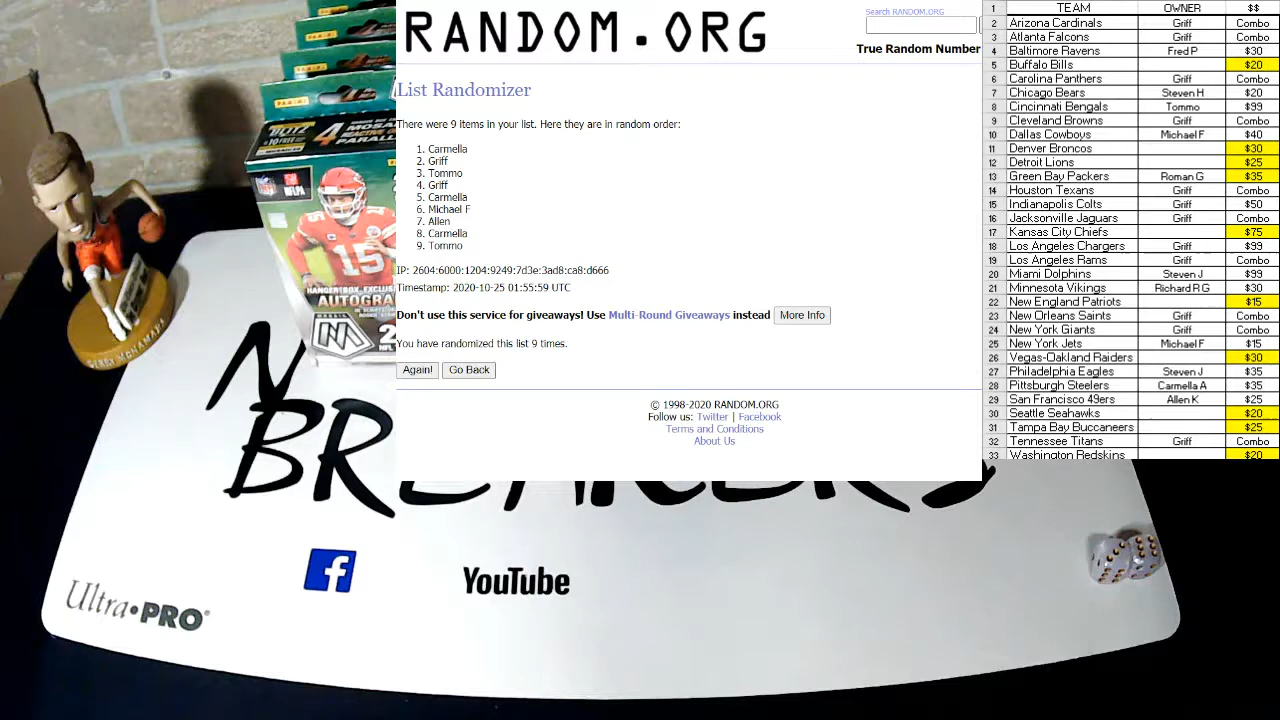 RANDOM.ORG
Search RANDOM.ORG
True Random Number
List Randomizer
There were 9 items in your list. Here they are in random order:
1. Carmella
2. Griff
3. Tommo
4. Griff
5. Carmella
6. Michael F
7. Allen
8. Carmella
9. Tommo
IP: 2604:6000:1204:9249:7d3e:3ad8:ca8:d666
Timestamp: 2020-10-25 01:55:59 UTC
Don't use this service for giveaways! Use Multi-Round Giveaways instead More Info
You have randomized this list 9 times.
Again! Go Back
© 1998-2020 RANDOM.ORG
Follow us: Twitter | Facebook
Terms and Conditions
About Us
1 TEAM OWNER $$
2 Arizona Cardinals Griff Combo
3 Atlanta Falcons Griff Combo
4 Baltimore Ravens Fred P $30
5 Buffalo Bills $20
6 Carolina Panthers Griff Combo
7 Chicago Bears Steven H $20
8 Cincinnati Bengals Tommo $99
9 Cleveland Browns Griff Combo
10 Dallas Cowboys Michael F $40
11 Denver Broncos $30
12 Detroit Lions $25
13 Green Bay Packers Roman G $35
14 Houston Texans Griff Combo
15 Indianapolis Colts Griff $50
16 Jacksonville Jaguars Griff Combo
17 Kansas City Chiefs $75
18 Los Angeles Chargers Griff $99
19 Los Angeles Rams Griff Combo
20 Miami Dolphins Steven J $99
21 Minnesota Vikings Richard R G $30
22 New England Patriots $15
23 New Orleans Saints Griff Combo
24 New York Giants Griff Combo
25 New York Jets Michael F $15
26 Vegas-Oakland Raiders $30
27 Philadelphia Eagles Steven J $35
28 Pittsburgh Steelers Carmella A $35
29 San Francisco 49ers Allen K $25
30 Seattle Seahawks $20
31 Tampa Bay Buccaneers $25
32 Tennessee Titans Griff Combo
33 Washington Redskins $20
PANINI
4 MOSA
REACTIVE
PARALLE
NFL
NFLPA
15
AUTOGRA
BREAKERS
f
YouTube
Ultra•PRO